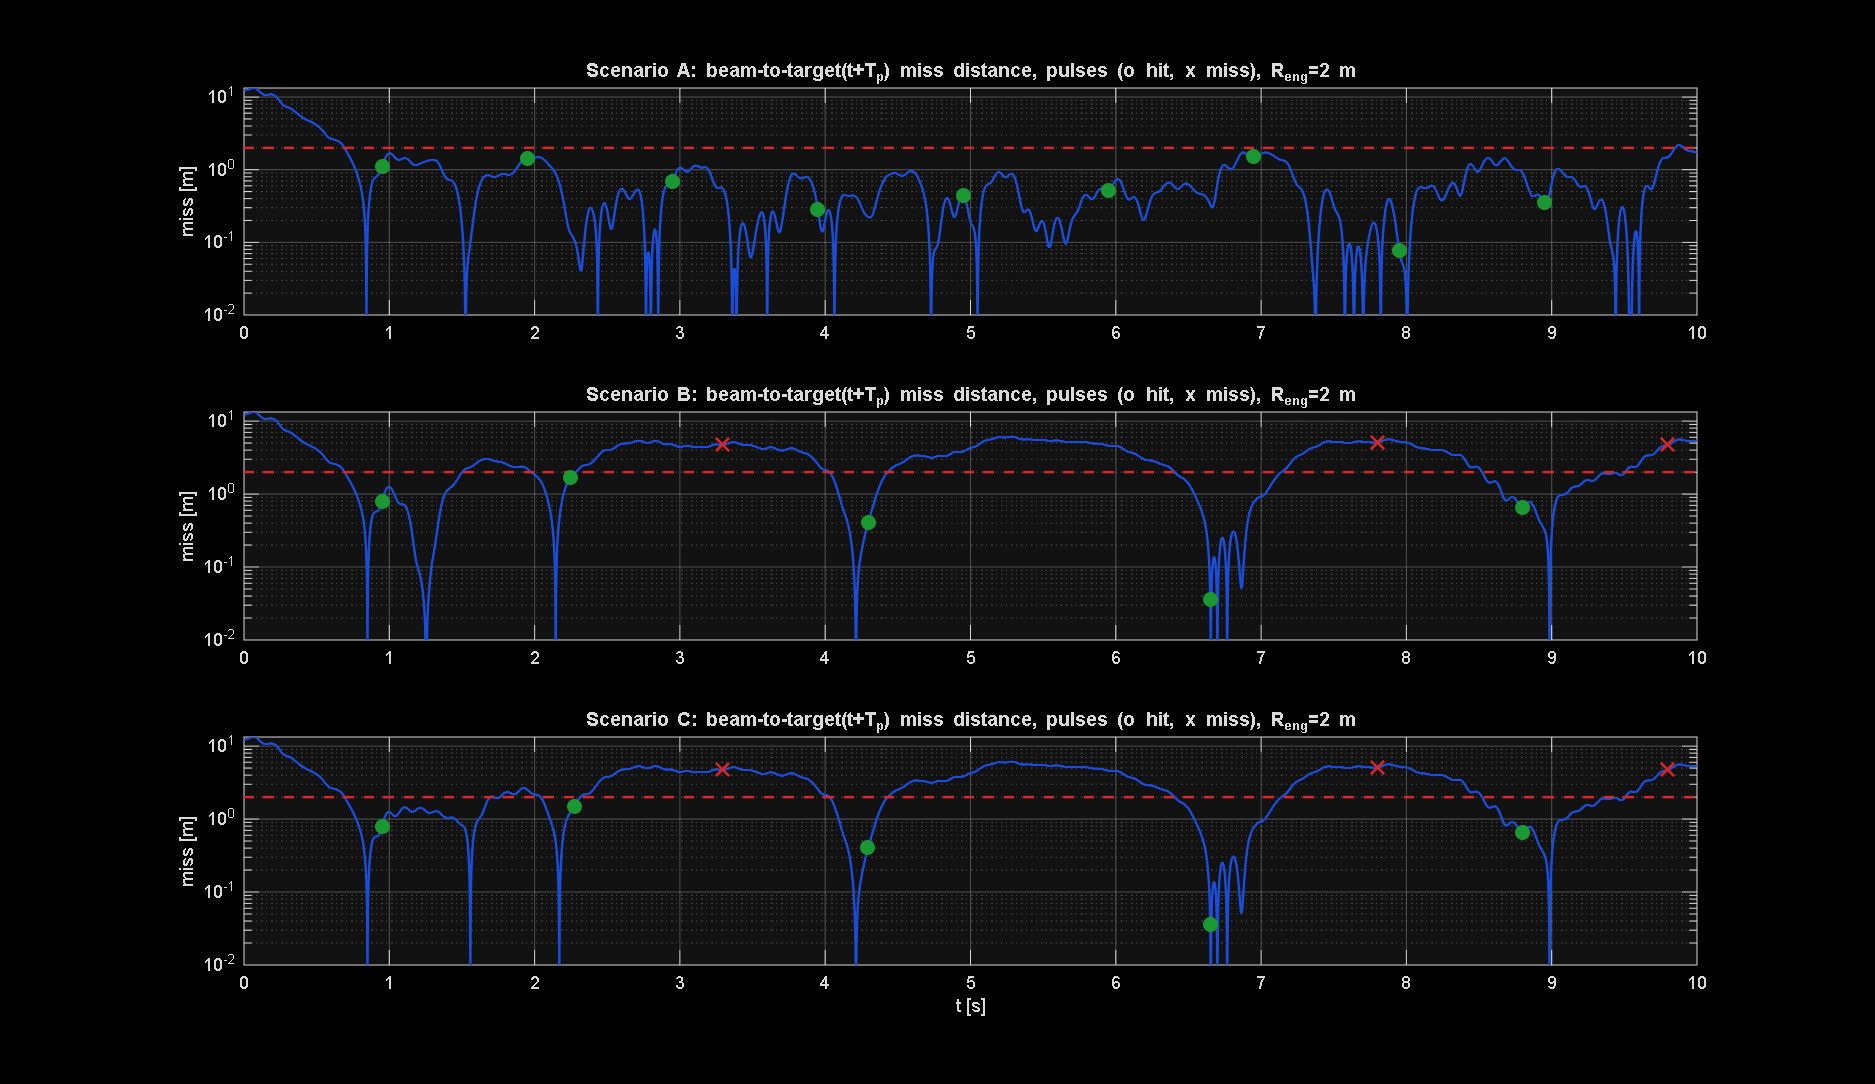 Scenario A: beam-to-target(t+Tp) miss distance, pulses (o hit, x miss), Reng=2 m
miss [m]
10^1
10^0
10^-1
10^-2
0 1 2 3 4 5 6 7 8 9 10
Scenario B: beam-to-target(t+Tp) miss distance, pulses (o hit, x miss), Reng=2 m
miss [m]
10^1
10^0
10^-1
10^-2
0 1 2 3 4 5 6 7 8 9 10
Scenario C: beam-to-target(t+Tp) miss distance, pulses (o hit, x miss), Reng=2 m
miss [m]
10^1
10^0
10^-1
10^-2
0 1 2 3 4 5 6 7 8 9 10
t [s]